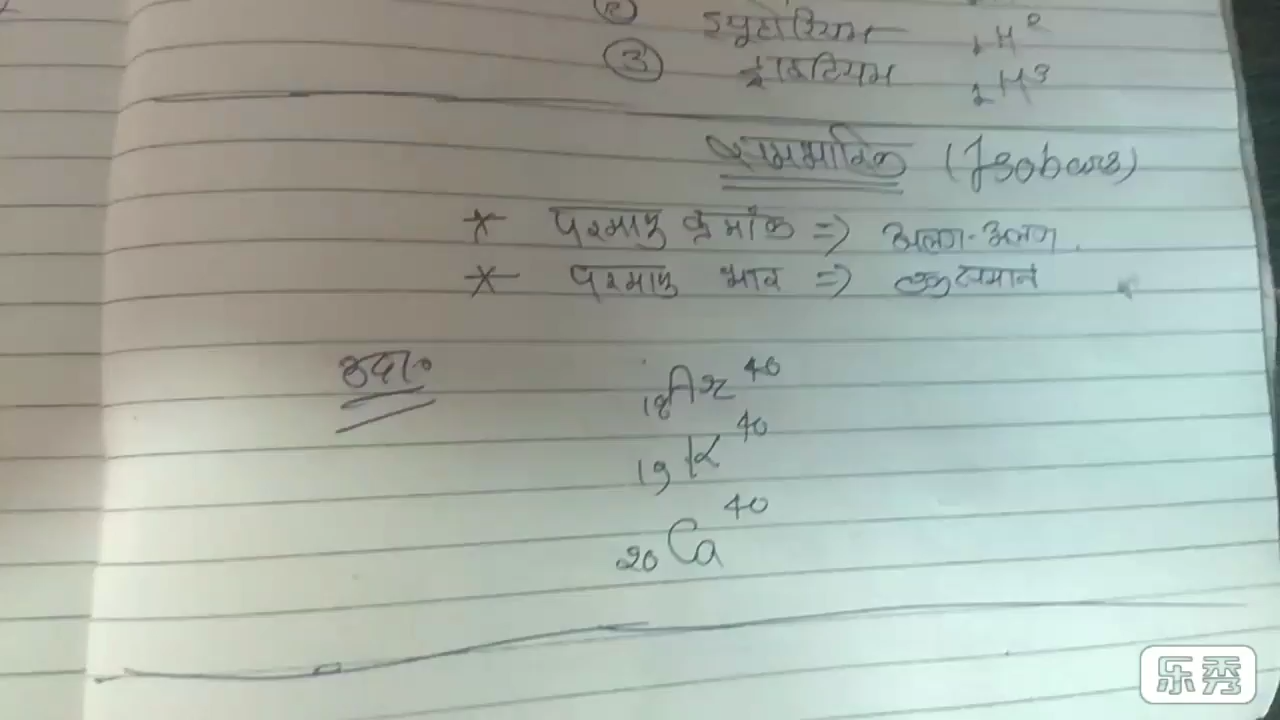 ② ड्यूटीरियम ₁H²
③ ट्राइटियम ₁H³
समभारिक (Isobars)
* परमाणु क्रमांक => अलग-अलग.
* परमाणु भार => एकसमान
उदा०
₁₈Ar⁴⁰
₁₉K⁴⁰
₂₀Ca⁴⁰
乐秀